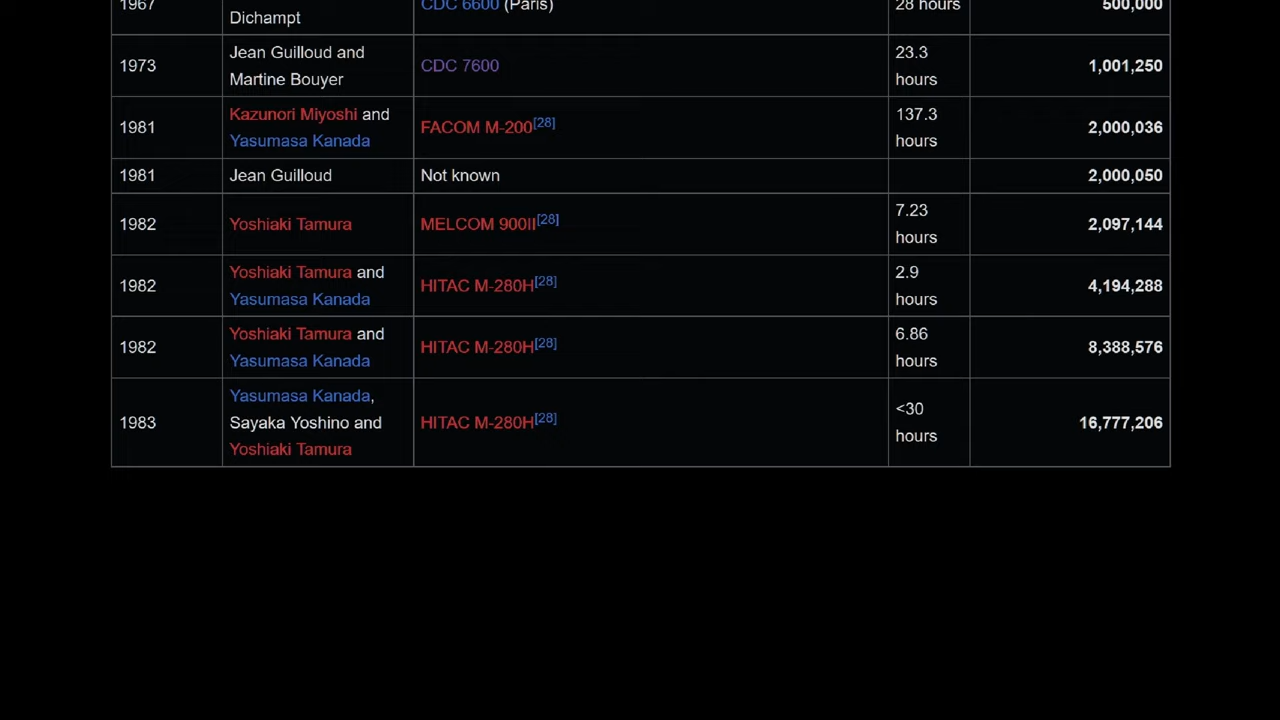 1967 Dichampt CDC 6600 (Paris) 28 hours 500,000
1973 Jean Guilloud and Martine Bouyer CDC 7600 23.3 hours 1,001,250
1981 Kazunori Miyoshi and Yasumasa Kanada FACOM M-200[28] 137.3 hours 2,000,036
1981 Jean Guilloud Not known 2,000,050
1982 Yoshiaki Tamura MELCOM 900II[28] 7.23 hours 2,097,144
1982 Yoshiaki Tamura and Yasumasa Kanada HITAC M-280H[28] 2.9 hours 4,194,288
1982 Yoshiaki Tamura and Yasumasa Kanada HITAC M-280H[28] 6.86 hours 8,388,576
1983 Yasumasa Kanada, Sayaka Yoshino and Yoshiaki Tamura HITAC M-280H[28] <30 hours 16,777,206